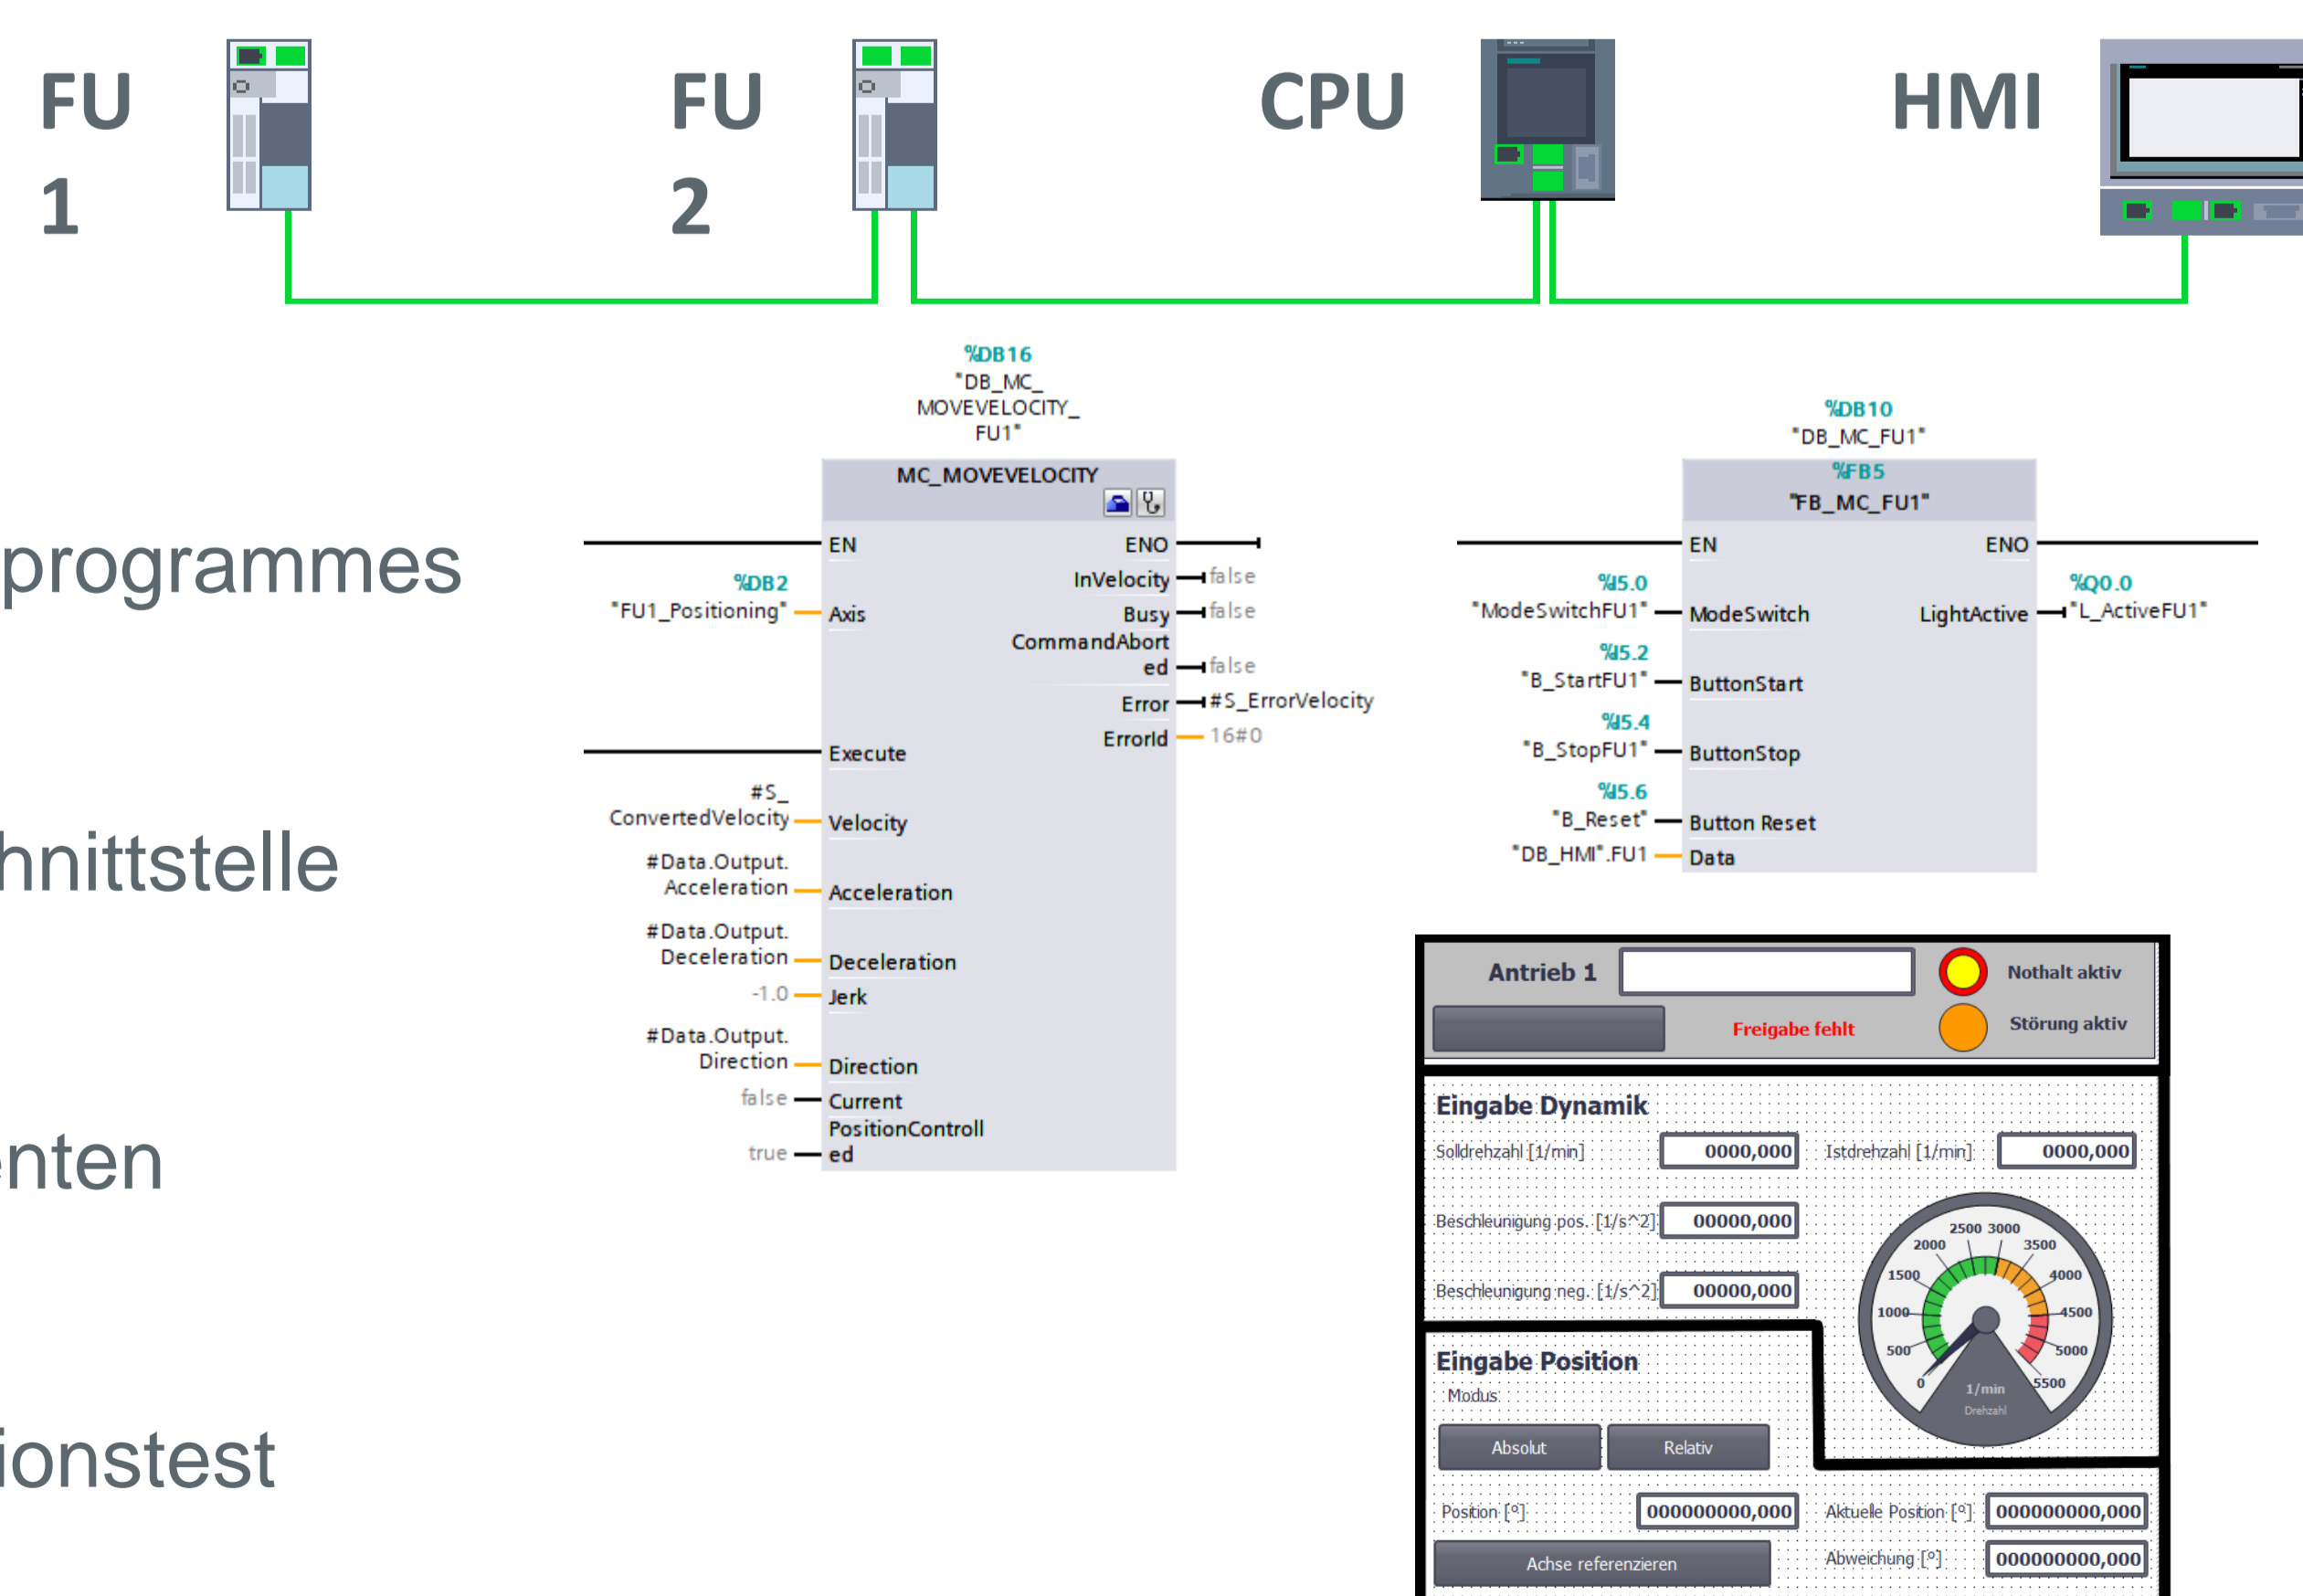 FU
1
FU
2
CPU
HMI
programmes
hnittstelle
enten
ionstest
%DB16
"DB_MC_
MOVEVELOCITY_
FU1"
MC_MOVEVELOCITY
EN
ENO
%DB2
"FU1_Positioning"
Axis
InVelocity
false
Busy
false
CommandAbort
ed
false
Error
#S_ErrorVelocity
ErrorId
16#0
Execute
#S_
ConvertedVelocity
Velocity
#Data.Output.
Acceleration
Acceleration
#Data.Output.
Deceleration
Deceleration
-1.0
Jerk
#Data.Output.
Direction
Direction
false
Current
PositionControll
true
ed
%DB10
"DB_MC_FU1"
%FB5
"FB_MC_FU1"
EN
ENO
%I5.0
"ModeSwitchFU1"
ModeSwitch
%Q0.0
LightActive
"L_ActiveFU1"
%I5.2
"B_StartFU1"
ButtonStart
%I5.4
"B_StopFU1"
ButtonStop
%I5.6
"B_Reset"
Button Reset
"DB_HMI".FU1
Data
Antrieb 1
Nothalt aktiv
Freigabe fehlt
Störung aktiv
Eingabe Dynamik
Solldrehzahl [1/min]
0000,000
Istdrehzahl [1/min]
0000,000
Beschleunigung pos. [1/s^2]
00000,000
Beschleunigung neg. [1/s^2]
00000,000
0
500
1000
1500
2000
2500
3000
3500
4000
4500
5000
5500
1/min
Drehzahl
Eingabe Position
Modus
Absolut
Relativ
Position [°]
000000000,000
Aktuelle Position [°]
000000000,000
Achse referenzieren
Abweichung [°]
000000000,000